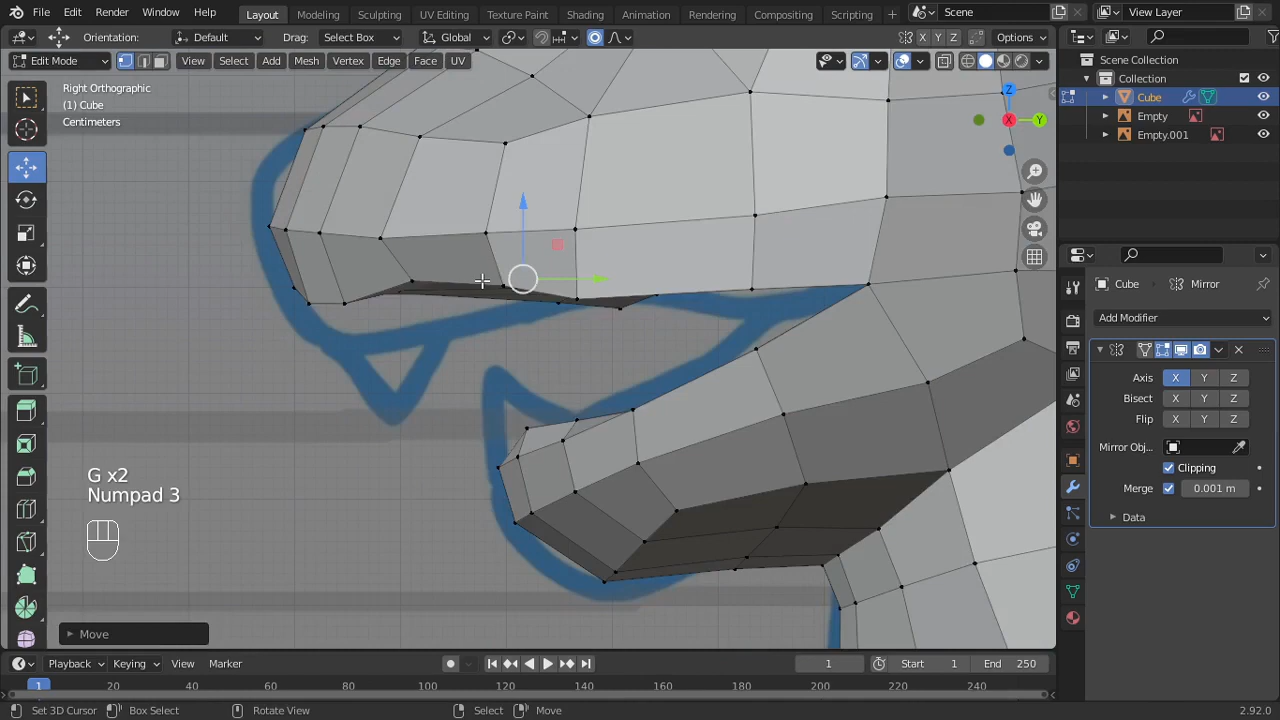 File Edit Render Window Help Layout Modeling Sculpting UV Editing Texture Paint Shading Animation Rendering Compositing Scripting Scene View Layer
Orientation: Default Drag: Select Box Global X Y Z Options
Edit Mode View Select Add Mesh Vertex Edge Face UV
Right Orthographic
(1) Cube
Centimeters
Z
X
Y
Scene Collection
Collection
Cube
Empty
Empty.001
Cube Mirror
Add Modifier
Axis X Y Z
Bisect X Y Z
Flip X Y Z
Mirror Obj...
Clipping
Merge 0.001 m
Data
G x2
Numpad 3
Move
Playback Keying View Marker 1 Start 1 End 250
1 20 40 60 80 100 120 140 160 180 200 220 240
Set 3D Cursor Box Select Rotate View Select Move 2.92.0